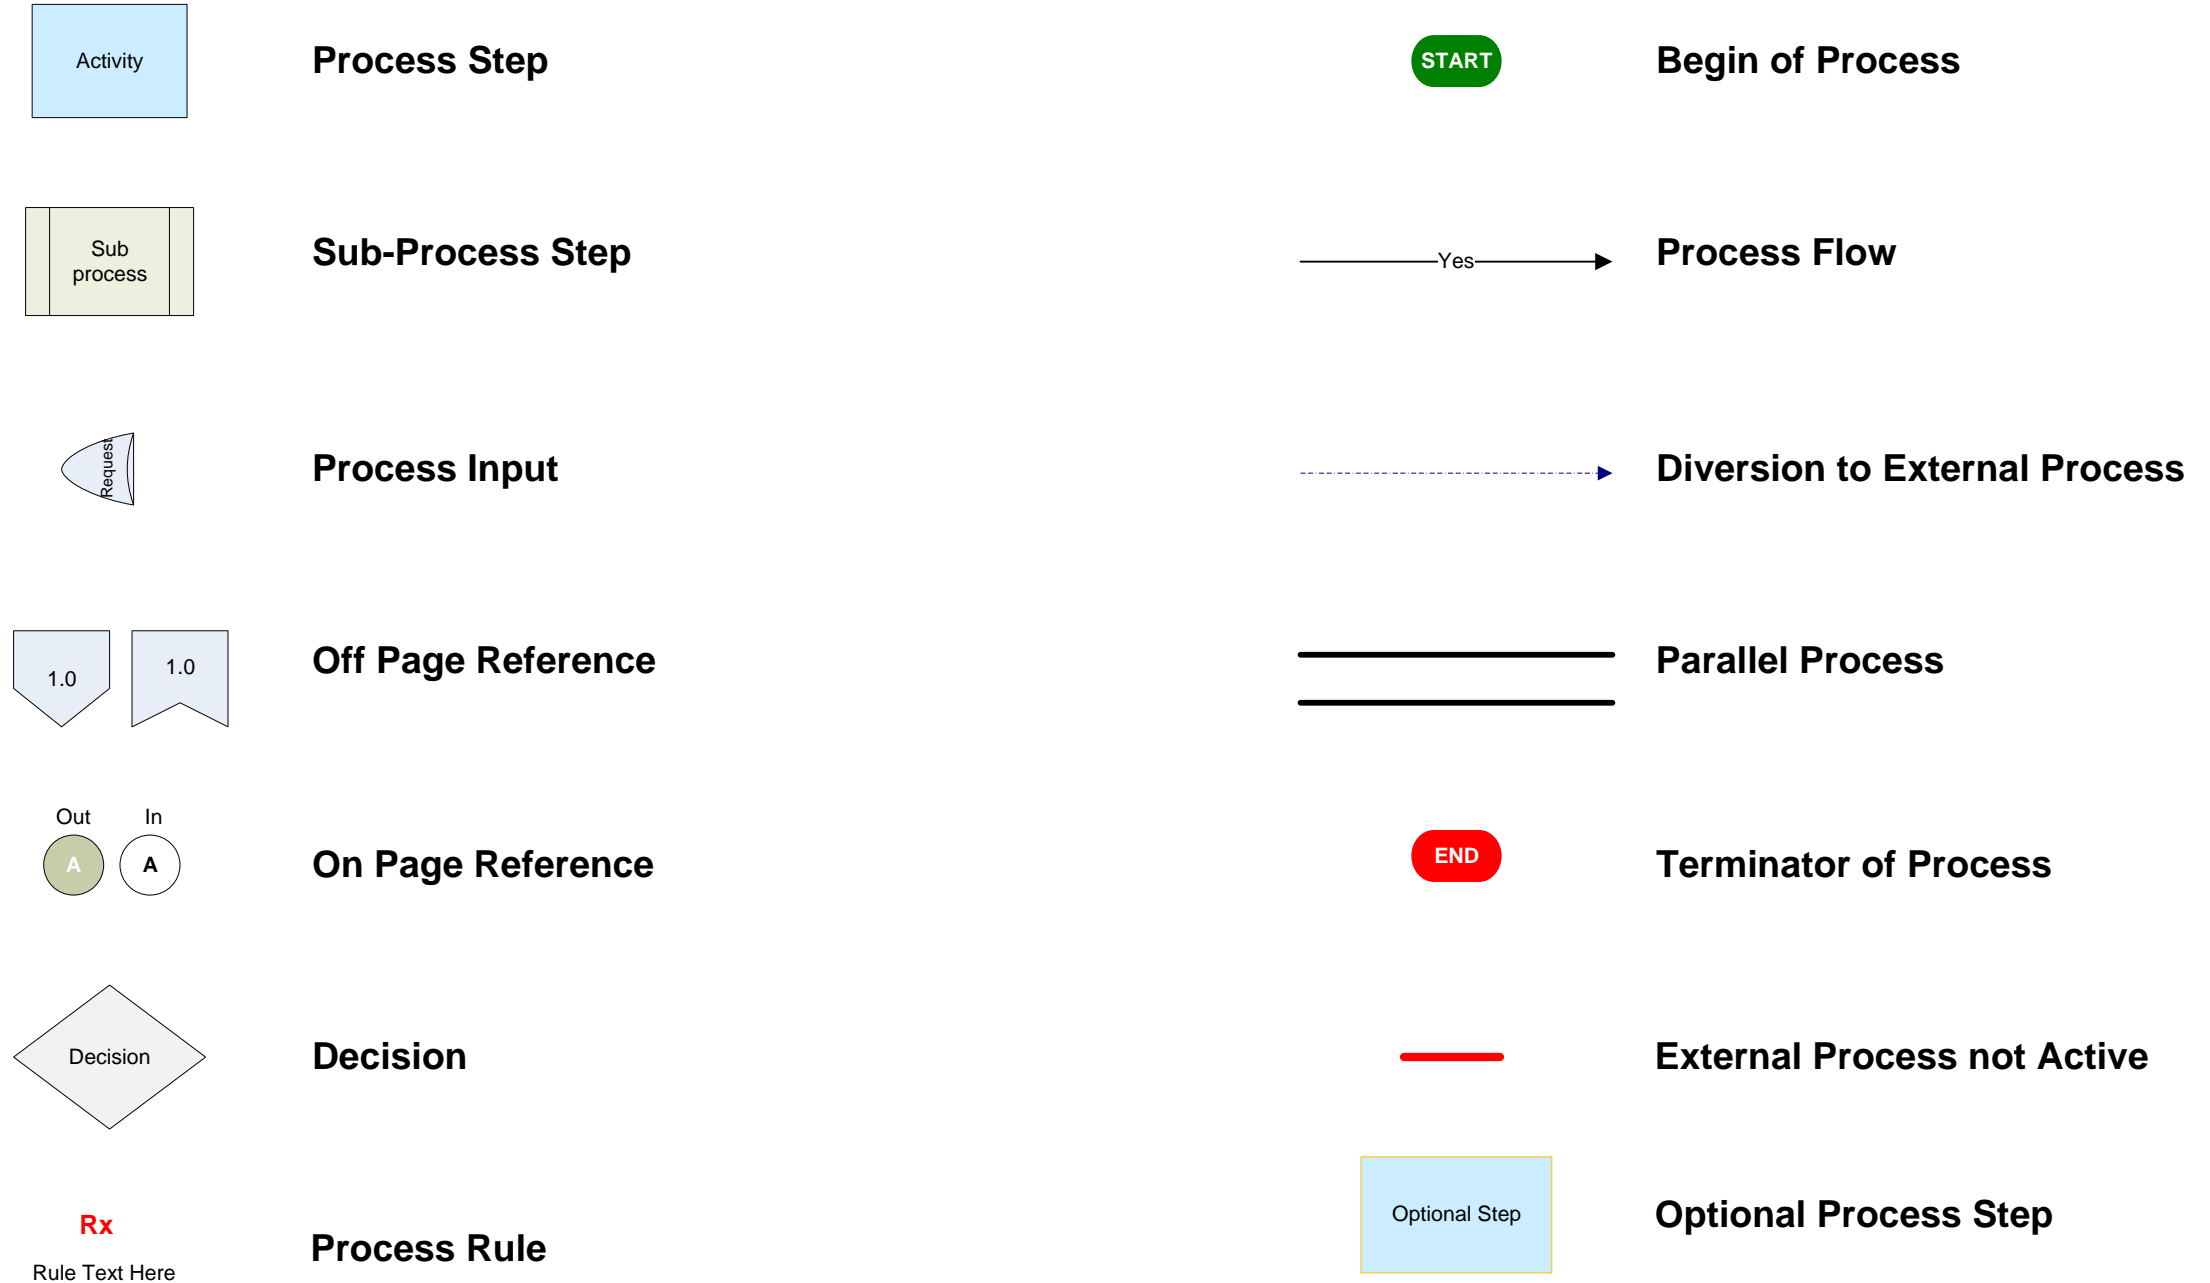 Activity
Process Step
START
Begin of Process
Sub
process
Sub-Process Step
Yes
Process Flow
Request
Process Input
Diversion to External Process
1.0
1.0
Off Page Reference
Parallel Process
Out
In
A
A
On Page Reference
END
Terminator of Process
Decision
Decision
External Process not Active
Rx
Rule Text Here
Process Rule
Optional Step
Optional Process Step